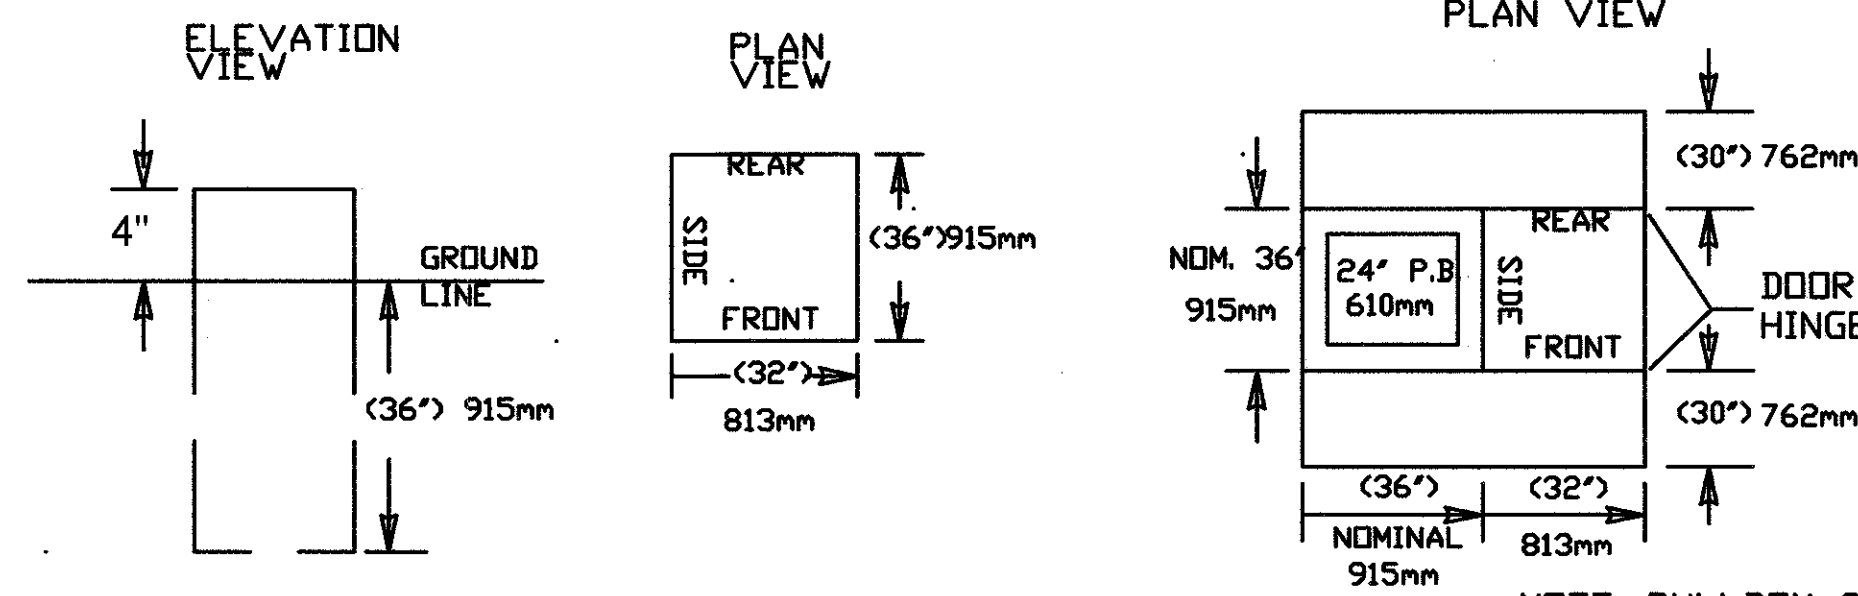 ELEVATION
VIEW
4"
GROUND
LINE
(36") 915mm
PLAN
VIEW
REAR
SIDE
FRONT
(36")915mm
(32")
813mm
PLAN VIEW
(30") 762mm
NOM. 36"
915mm
24" P.B
610mm
REAR
SIDE
FRONT
DOOR
HINGE
(30") 762mm
(36")
NOMINAL
915mm
(32")
813mm